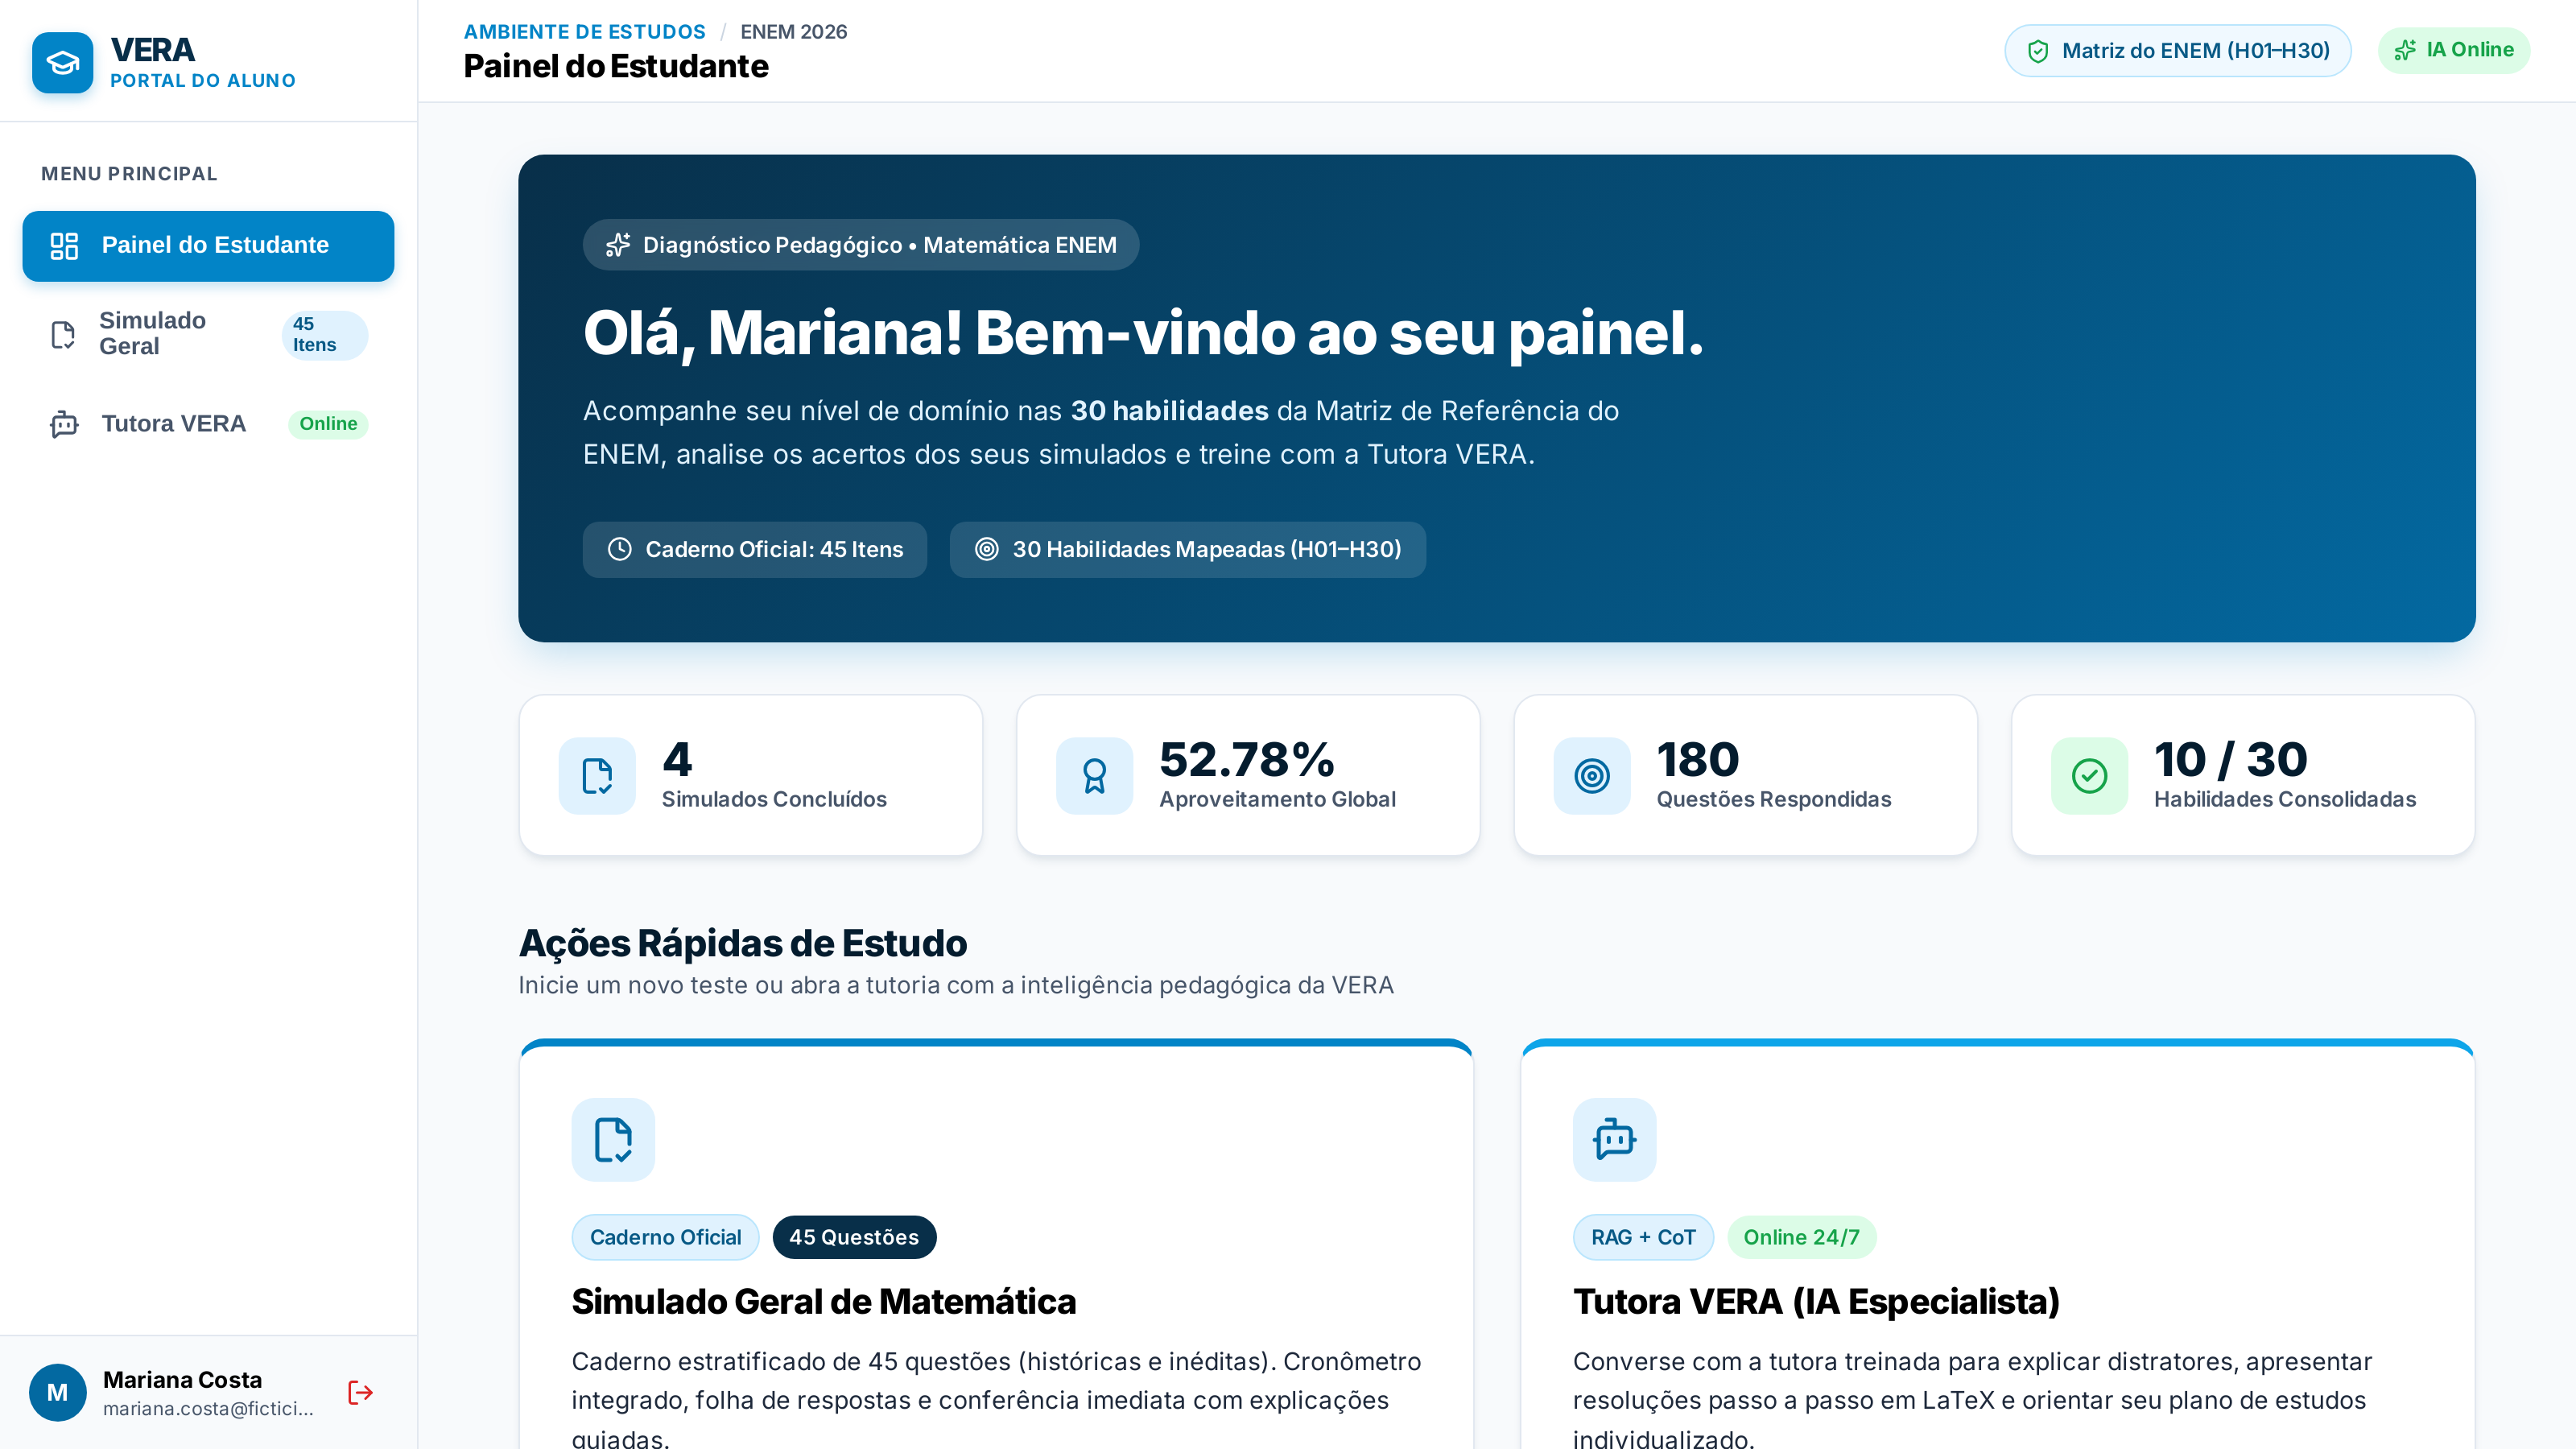 VERA
PORTAL DO ALUNO
MENU PRINCIPAL
Painel do Estudante
Simulado
Geral
45
Itens
Tutora VERA
Online
Mariana Costa
M
mariana.costa@fictici...
AMBIENTE DE ESTUDOS / ENEM 2026
Painel do Estudante
Matriz do ENEM (H01–H30)
IA Online
Diagnóstico Pedagógico • Matemática ENEM
Olá, Mariana! Bem-vindo ao seu painel.
Acompanhe seu nível de domínio nas 30 habilidades da Matriz de Referência do
ENEM, analise os acertos dos seus simulados e treine com a Tutora VERA.
Caderno Oficial: 45 Itens
30 Habilidades Mapeadas (H01–H30)
4
Simulados Concluídos
52.78%
Aproveitamento Global
180
Questões Respondidas
10 / 30
Habilidades Consolidadas
Ações Rápidas de Estudo
Inicie um novo teste ou abra a tutoria com a inteligência pedagógica da VERA
Caderno Oficial
45 Questões
Simulado Geral de Matemática
Caderno estratificado de 45 questões (históricas e inéditas). Cronômetro
integrado, folha de respostas e conferência imediata com explicações
guiadas.
RAG + CoT
Online 24/7
Tutora VERA (IA Especialista)
Converse com a tutora treinada para explicar distratores, apresentar
resoluções passo a passo em LaTeX e orientar seu plano de estudos
individualizado.